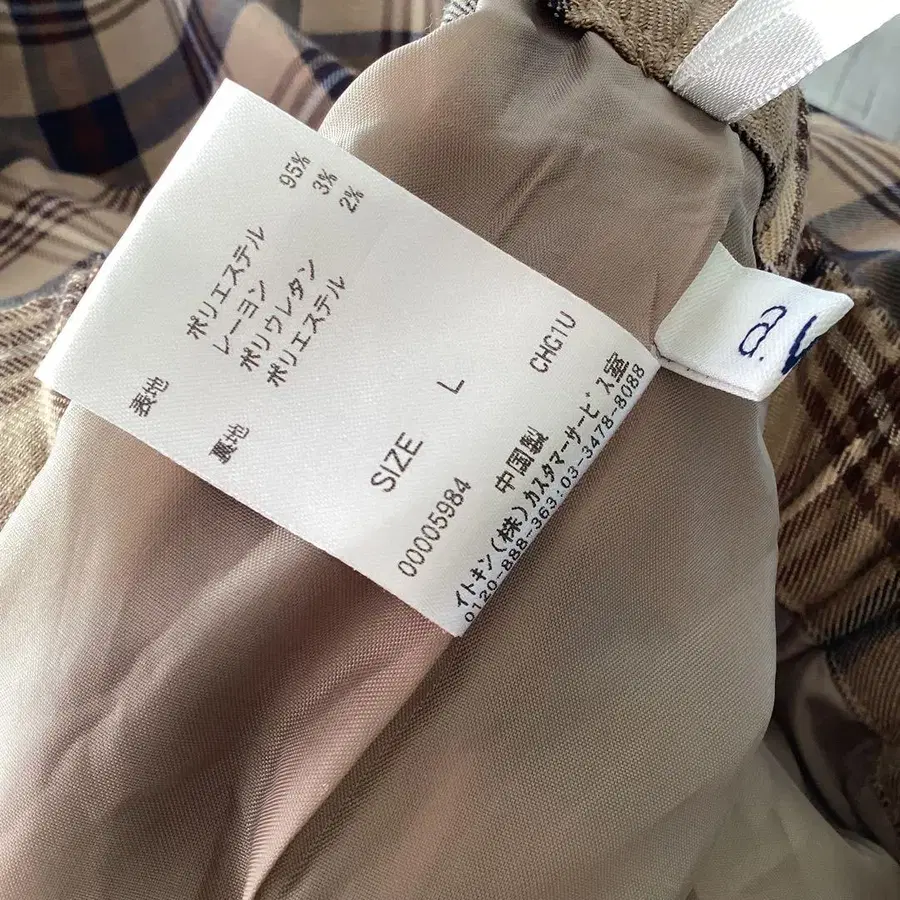 表地 ポリエステル 95%
レーヨン 3%
ポリウレタン 2%
裏地 ポリエステル
SIZE L
00005984 CHG1U
中国製
イトキン(株)カスタマーサービス室
0120-888-363:03-3478-8088